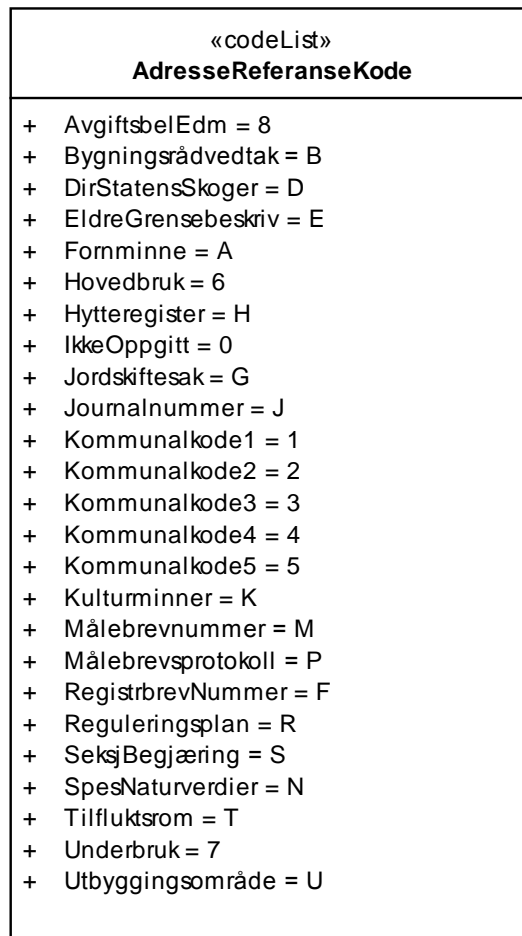 «codeList»
AdresseReferanseKode
+ AvgiftsbelEdm = 8
+ Bygningsrådvedtak = B
+ DirStatensSkoger = D
+ EldreGrensebeskriv = E
+ Fornminne = A
+ Hovedbruk = 6
+ Hytteregister = H
+ IkkeOppgitt = 0
+ Jordskiftesak = G
+ Journalnummer = J
+ Kommunalkode1 = 1
+ Kommunalkode2 = 2
+ Kommunalkode3 = 3
+ Kommunalkode4 = 4
+ Kommunalkode5 = 5
+ Kulturminner = K
+ Målebrevnummer = M
+ Målebrevsprotokoll = P
+ RegistrbrevNummer = F
+ Reguleringsplan = R
+ SeksjBegjæring = S
+ SpesNaturverdier = N
+ Tilfluktsrom = T
+ Underbruk = 7
+ Utbyggingsområde = U